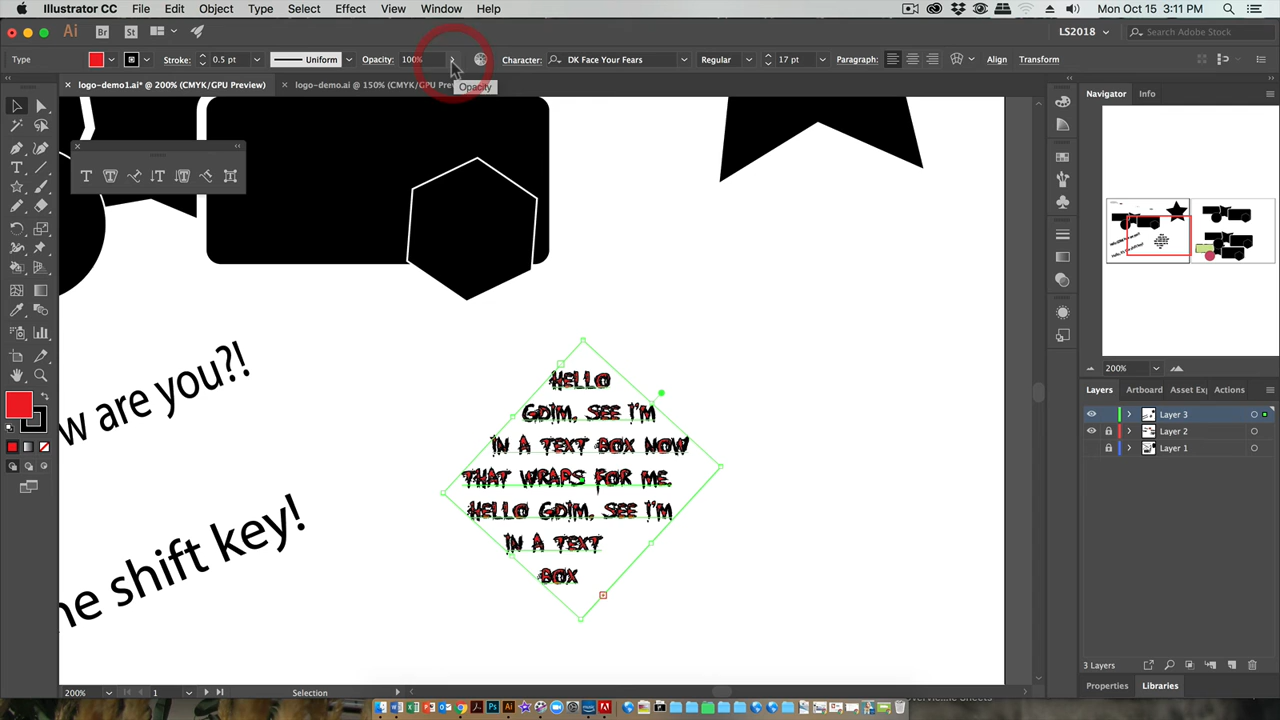 Illustrator CC File Edit Object Type Select Effect View Window Help Mon Oct 15 3:11 PM
Ai Br St LS2018 Search Adobe Stock
Type Stroke: 0.5 pt Uniform Opacity: 100% Character: DK Face Your Fears Regular 17 pt Paragraph: Align Transform
Opacity
logo-demo1.ai* @ 200% (CMYK/GPU Preview) logo-demo.ai @ 150% (CMYK/GPU
Navigator Info
200%
Layers Artboard Asset Ex Actions
Layer 3
Layer 2
Layer 1
w are you?!
he shift key!
HELLO
GDIM, SEE I'M
IN A TEXT BOX NOW
THAT WRAPS FOR ME.
HELLO GDIM, SEE I'M
IN A TEXT
BOX
3 Layers
Properties Libraries
200% 1 Selection